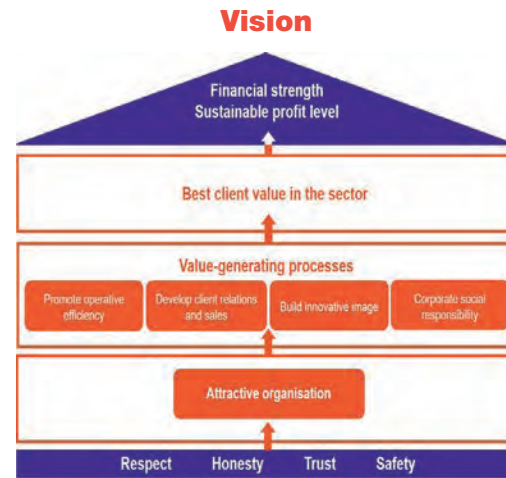 Vision
Financial strength
Sustainable profit level
Best client value in the sector
Value-generating processes
Promote operative
efficiency
Develop client relations
and sales
Build innovative image
Corporate social
responsibility
Attractive organisation
Respect Honesty Trust Safety